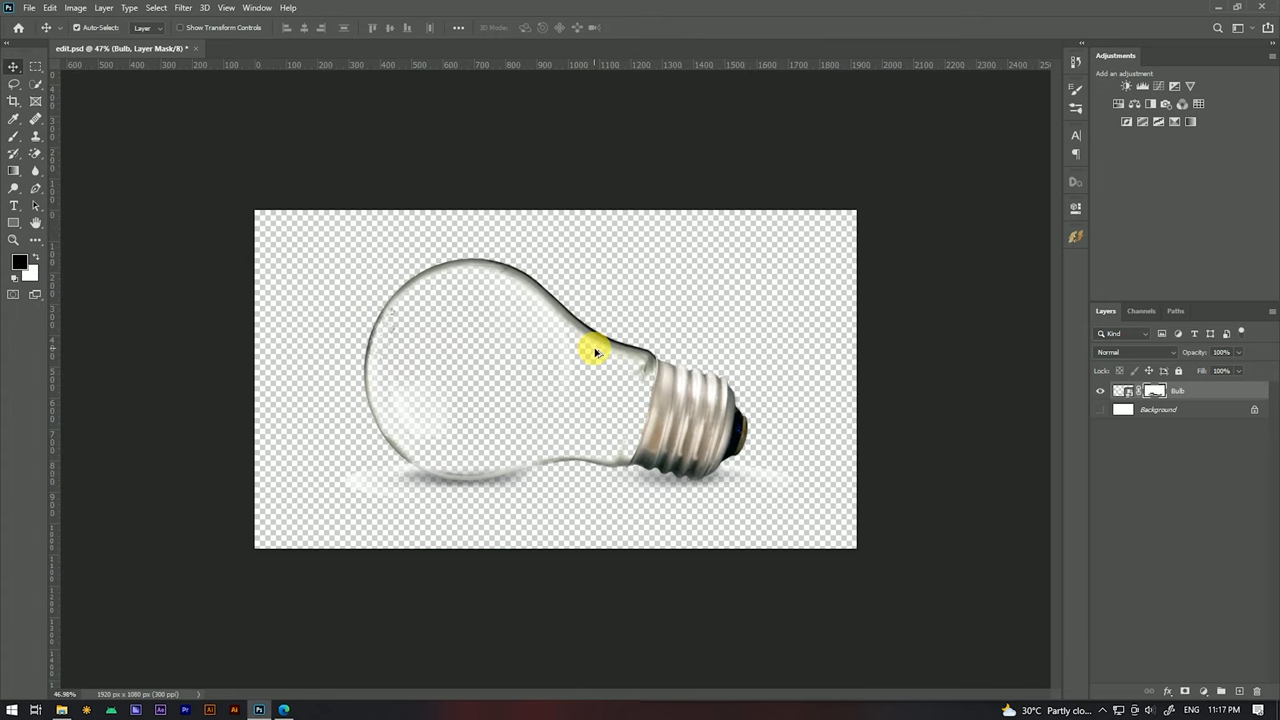 Ps File Edit Image Layer Type Select Filter 3D View Window Help
Auto-Select: Layer Show Transform Controls 3D Mode:
edit.psd @ 47% (Bulb, Layer Mask/8) *
600 500 400 300 200 100 0 100 200 300 400 500 600 700 800 900 1000 1100 1200 1300 1400 1500 1600 1700 1800 1900 2000 2100 2200 2300 2400
Adjustments
Add an adjustment
Layers Channels Paths
Kind
Normal Opacity: 100%
Lock: Fill: 100%
Bulb
Background
46.98% 1920 px x 1080 px (300 ppi)
30°C Partly clo... ENG 11:17 PM